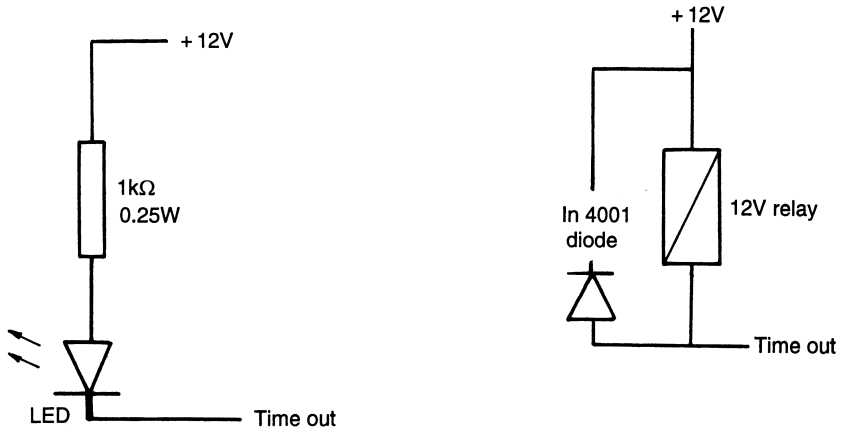 + 12V
1kΩ
0.25W
LED
Time out
+ 12V
In 4001
diode
12V relay
Time out